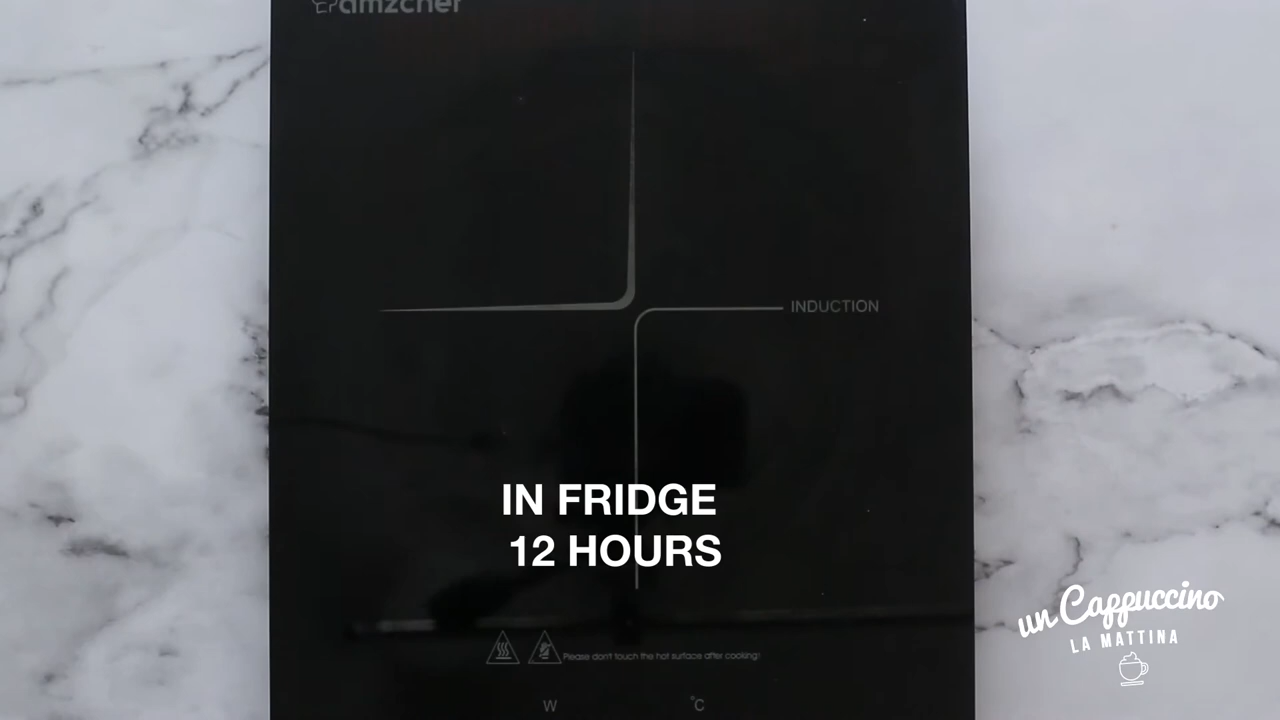 amzchef
INDUCTION
IN FRIDGE
12 HOURS
Please don't touch the hot surface after cooking!
W
°C
un Cappuccino
LA MATTINA